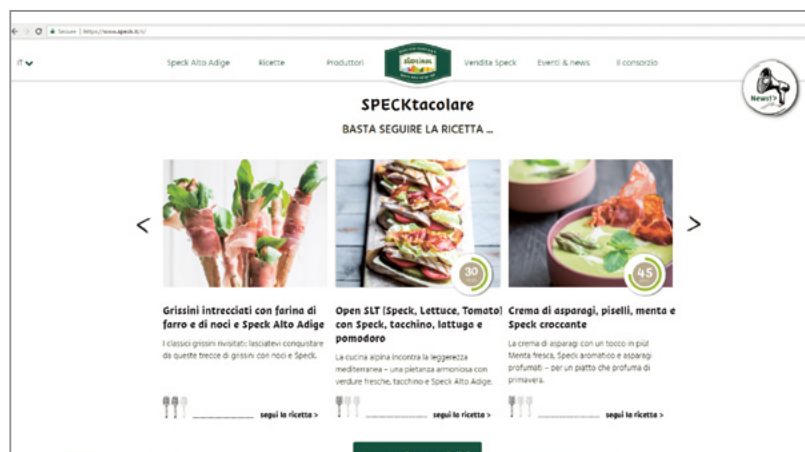 Secure | https://www.speck.it/it/
IT
Speck Alto Adige Ricette Produttori Vendita Speck Eventi & news Il consorzio
News! >
SPECKtacolare
BASTA SEGUIRE LA RICETTA ...
<
>
30
45
Grissini intrecciati con farina di
farro e di noci e Speck Alto Adige
I classici grissini rivisitati: lasciatevi conquistare
da queste trecce di grissini con noci e Speck.
segui la ricetta >
Open SLT (Speck, Lettuce, Tomato)
con Speck, tacchino, lattuga e
pomodoro
La cucina alpina incontra la leggerezza
mediterranea – una pietanza armoniosa con
verdure fresche, tacchino e Speck Alto Adige.
segui la ricetta >
Crema di asparagi, piselli, menta e
Speck croccante
La crema di asparagi con un tocco in più!
Menta fresca, Speck aromatico e asparagi
profumati – per un piatto che profuma di
primavera.
segui la ricetta >